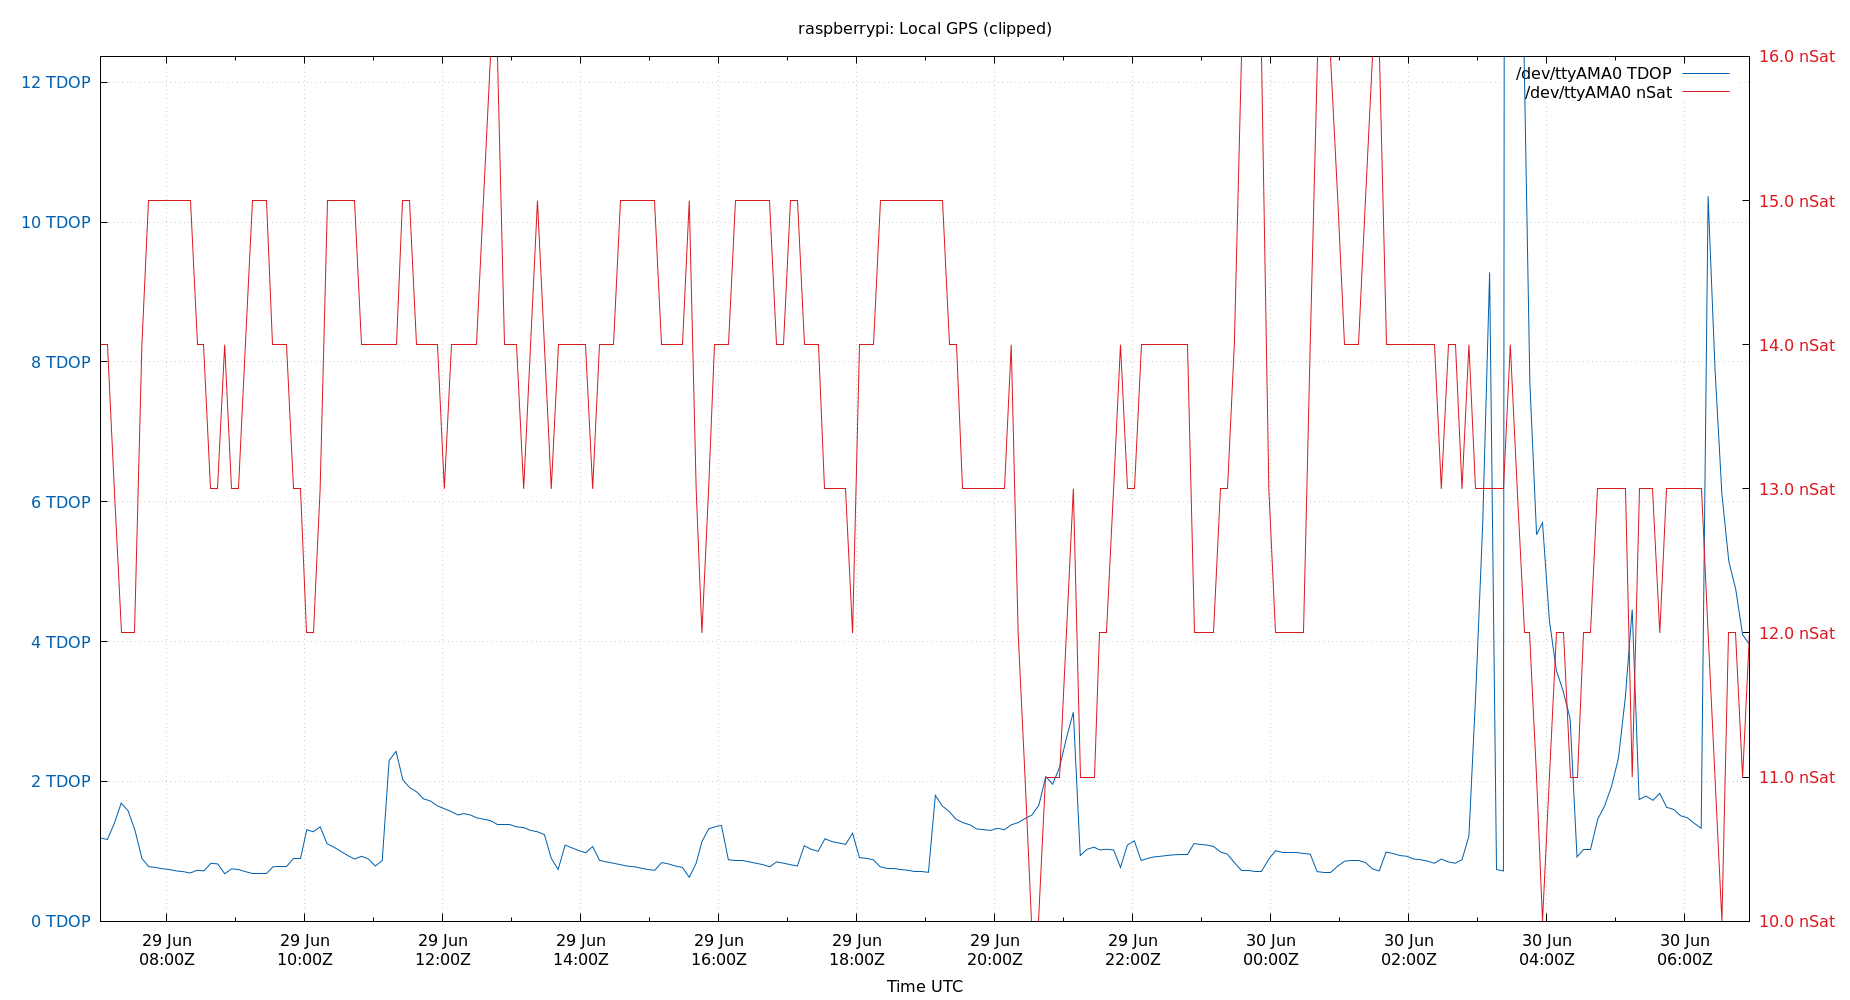 raspberrypi: Local GPS (clipped)
12 TDOP
10 TDOP
8 TDOP
6 TDOP
4 TDOP
2 TDOP
0 TDOP
16.0 nSat
15.0 nSat
14.0 nSat
13.0 nSat
12.0 nSat
11.0 nSat
10.0 nSat
/dev/ttyAMA0 TDOP
/dev/ttyAMA0 nSat
29 Jun
08:00Z
29 Jun
10:00Z
29 Jun
12:00Z
29 Jun
14:00Z
29 Jun
16:00Z
29 Jun
18:00Z
29 Jun
20:00Z
29 Jun
22:00Z
30 Jun
00:00Z
30 Jun
02:00Z
30 Jun
04:00Z
30 Jun
06:00Z
Time UTC